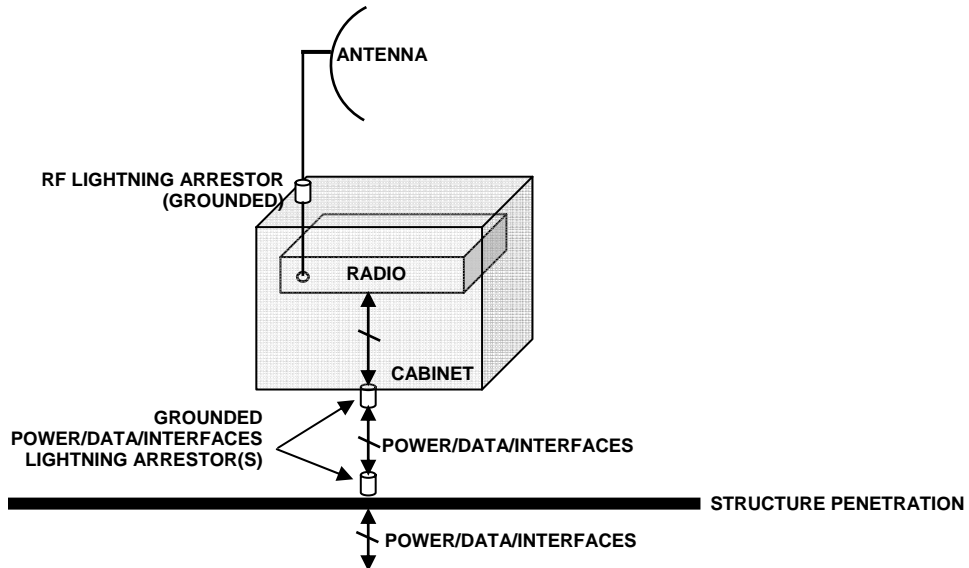 ANTENNA
RF LIGHTNING ARRESTOR
(GROUNDED)
RADIO
CABINET
GROUNDED
POWER/DATA/INTERFACES
LIGHTNING ARRESTOR(S)
POWER/DATA/INTERFACES
STRUCTURE PENETRATION
POWER/DATA/INTERFACES